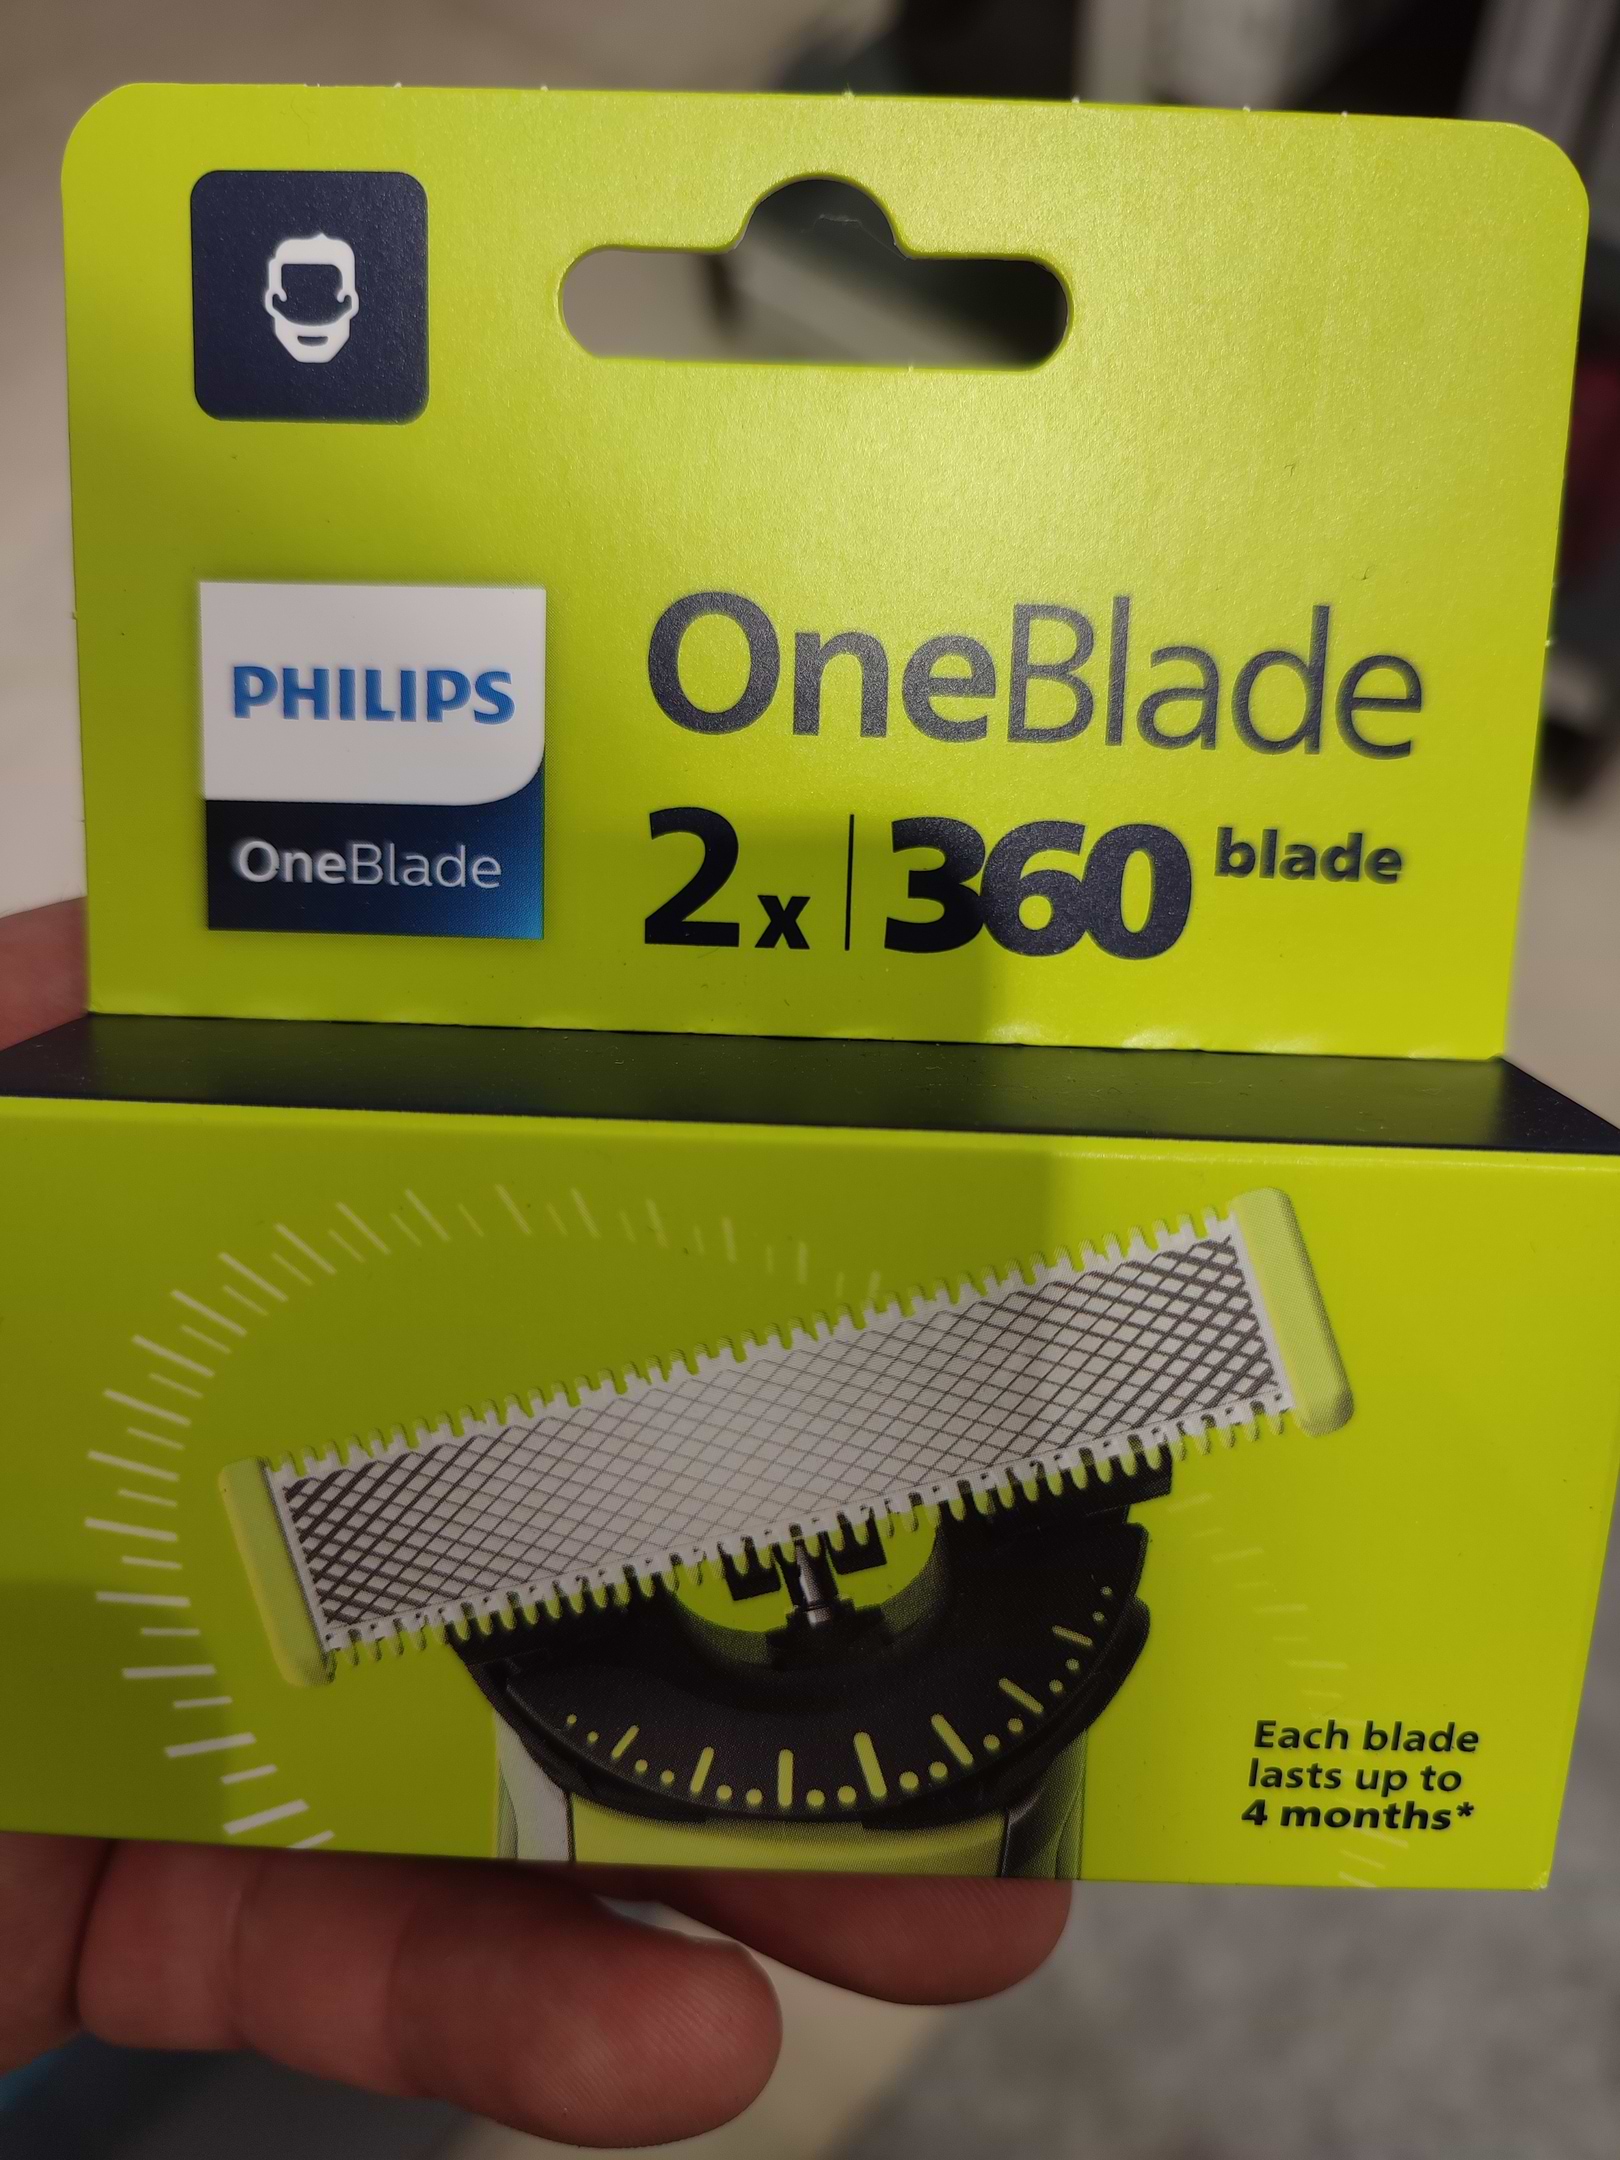 PHILIPS
OneBlade
OneBlade
2x | 360 blade
Each blade
lasts up to
4 months*